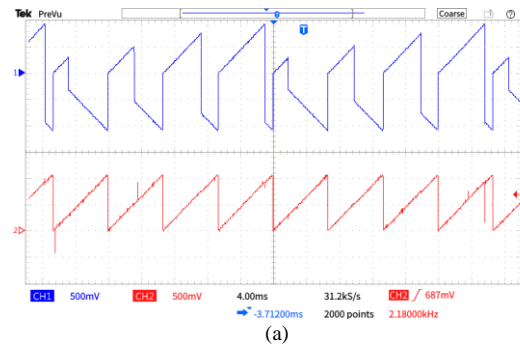 Tek PreVu
Coarse
T
1
2
CH1 500mV CH2 500mV 4.00ms 31.2kS/s CH2 687mV
-3.71200ms 2000 points 2.18000kHz
(a)